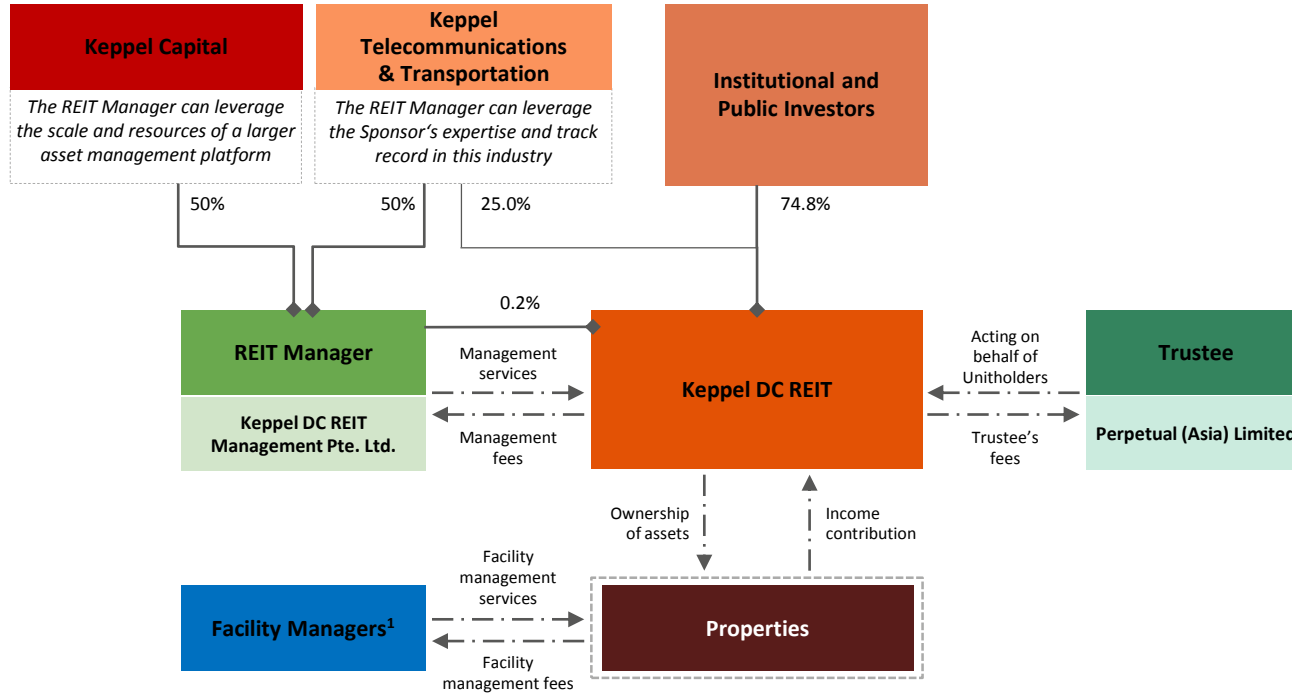 Keppel Capital
The REIT Manager can leverage
the scale and resources of a larger
asset management platform
Keppel
Telecommunications
& Transportation
The REIT Manager can leverage
the Sponsor‘s expertise and track
record in this industry
Institutional and
Public Investors
50%
50%
25.0%
74.8%
0.2%
REIT Manager
Keppel DC REIT
Management Pte. Ltd.
Management
services
Management
fees
Keppel DC REIT
Acting on
behalf of
Unitholders
Trustee’s
fees
Trustee
Perpetual (Asia) Limited
Ownership
of assets
Income
contribution
Facility Managers¹
Facility
management
services
Facility
management fees
Properties